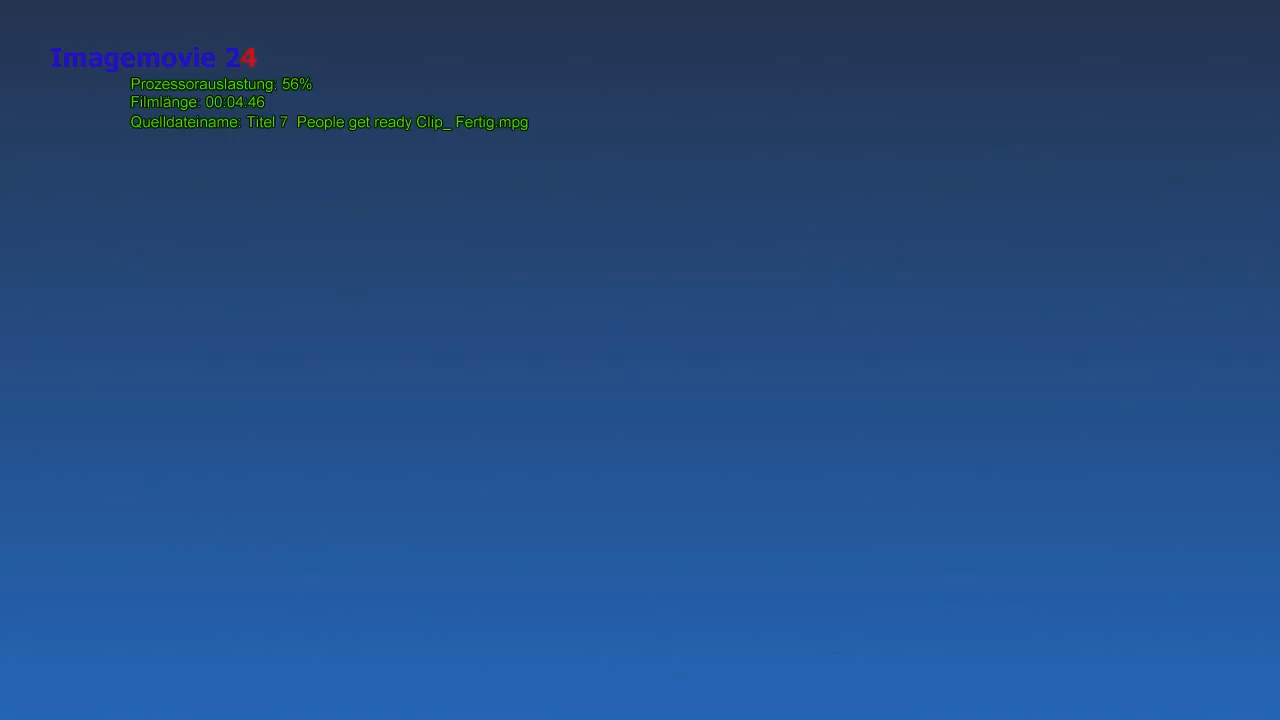 Imagemovie 24
Prozessorauslastung: 56%
Filmlänge: 00:04:46
Quelldateiname: Titel 7  People get ready Clip_ Fertig.mpg